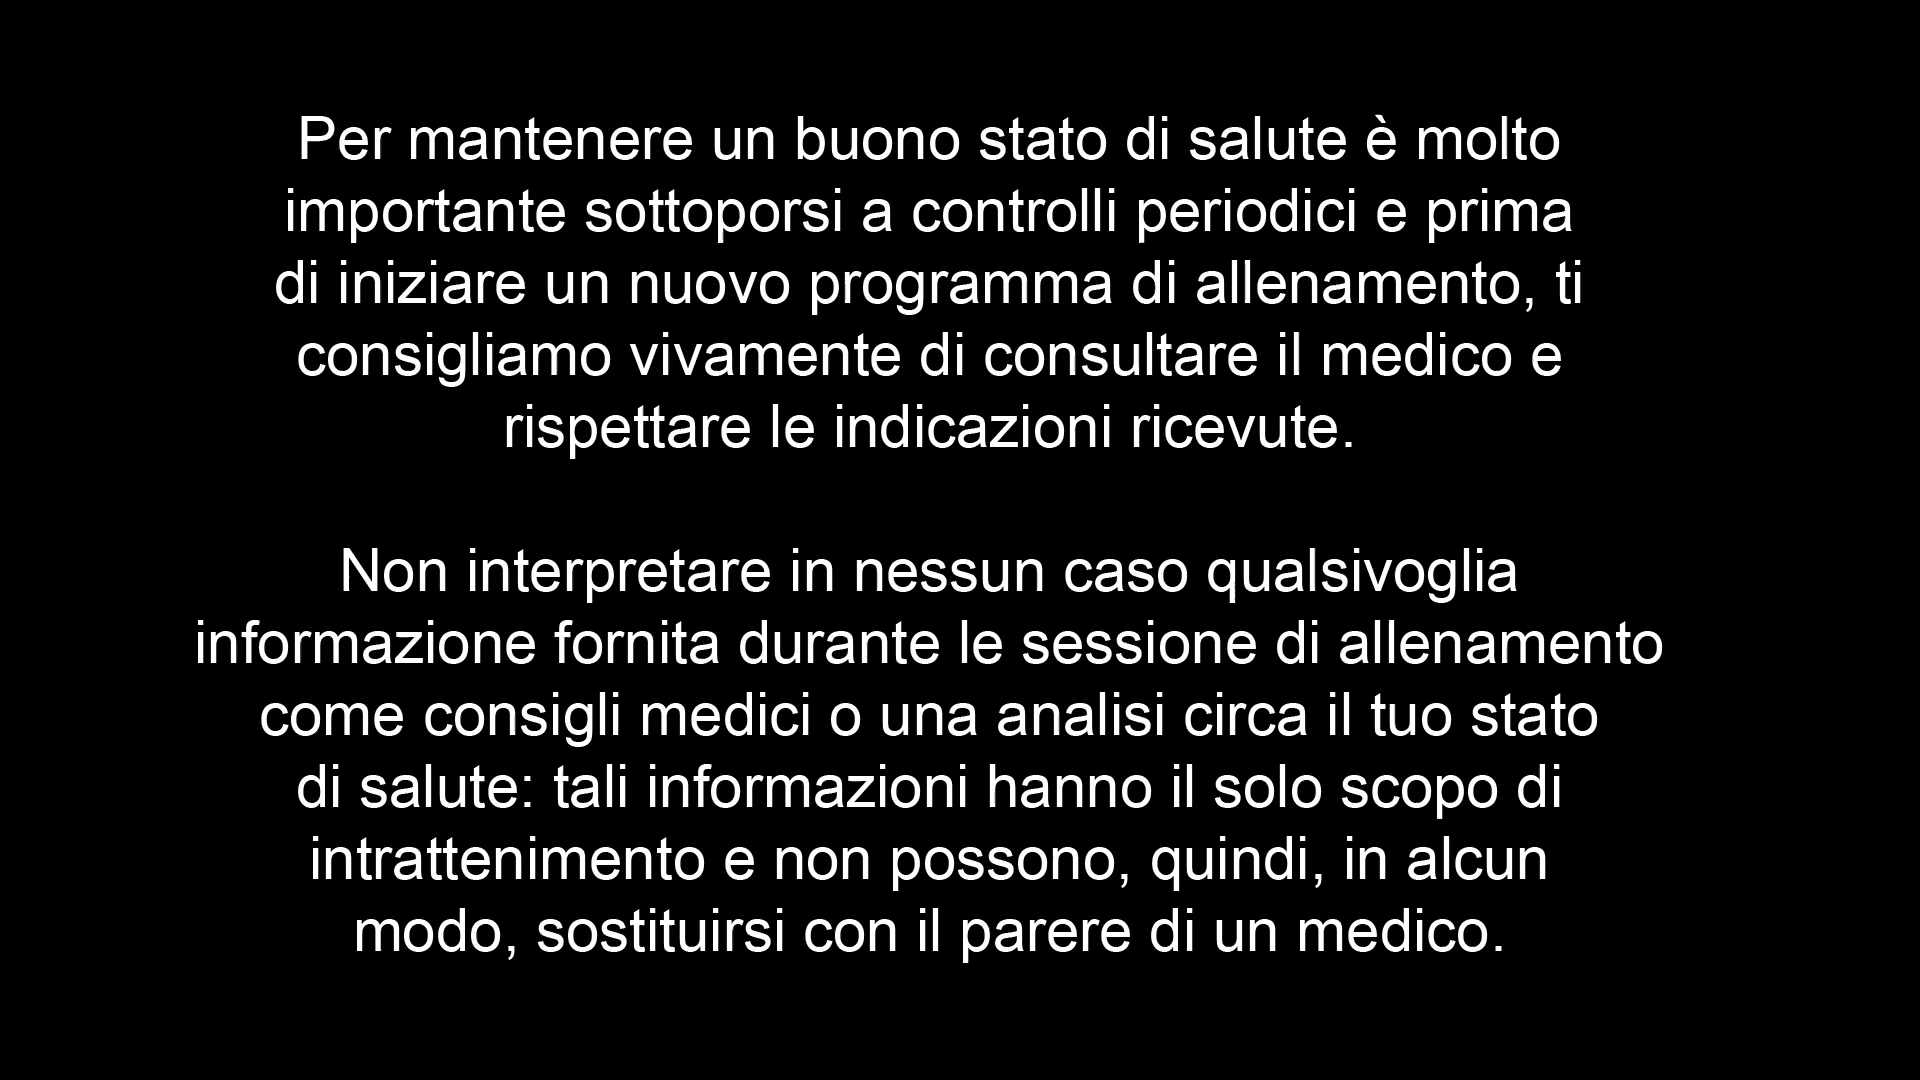 Per mantenere un buono stato di salute è molto
importante sottoporsi a controlli periodici e prima
di iniziare un nuovo programma di allenamento, ti
consigliamo vivamente di consultare il medico e
rispettare le indicazioni ricevute.
Non interpretare in nessun caso qualsivoglia
informazione fornita durante le sessione di allenamento
come consigli medici o una analisi circa il tuo stato
di salute: tali informazioni hanno il solo scopo di
intrattenimento e non possono, quindi, in alcun
modo, sostituirsi con il parere di un medico.